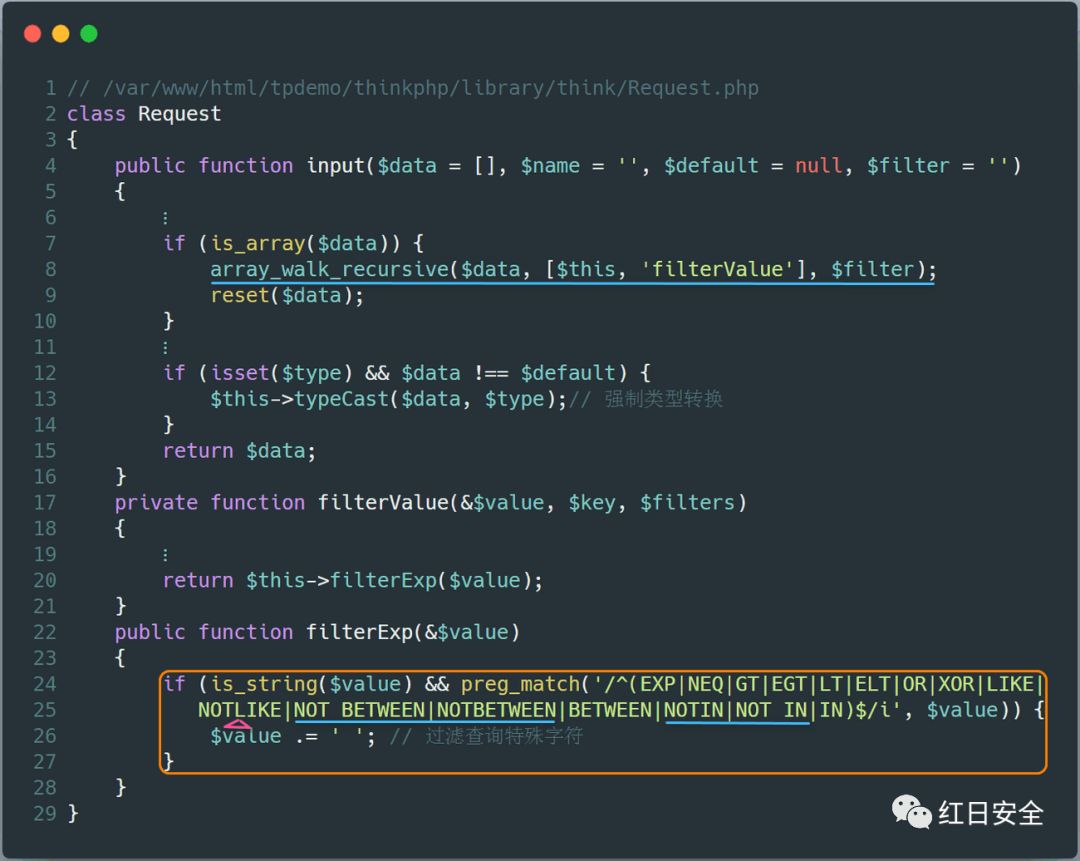 1 // /var/www/html/tpdemo/thinkphp/library/think/Request.php
2 class Request
3 {
4     public function input($data = [], $name = '', $default = null, $filter = '')
5     {
6         ⋮
7         if (is_array($data)) {
8             array_walk_recursive($data, [$this, 'filterValue'], $filter);
9             reset($data);
10         }
11         ⋮
12         if (isset($type) && $data !== $default) {
13             $this->typeCast($data, $type);// 强制类型转换
14         }
15         return $data;
16     }
17     private function filterValue(&$value, $key, $filters)
18     {
19         ⋮
20         return $this->filterExp($value);
21     }
22     public function filterExp(&$value)
23     {
24         if (is_string($value) && preg_match('/^(EXP|NEQ|GT|EGT|LT|ELT|OR|XOR|LIKE|
25            NOTLIKE|NOT BETWEEN|NOTBETWEEN|BETWEEN|NOTIN|NOT IN|IN)$/i', $value)) {
26             $value .= ' '; // 过滤查询特殊字符
27         }
28     }
29 }
红日安全